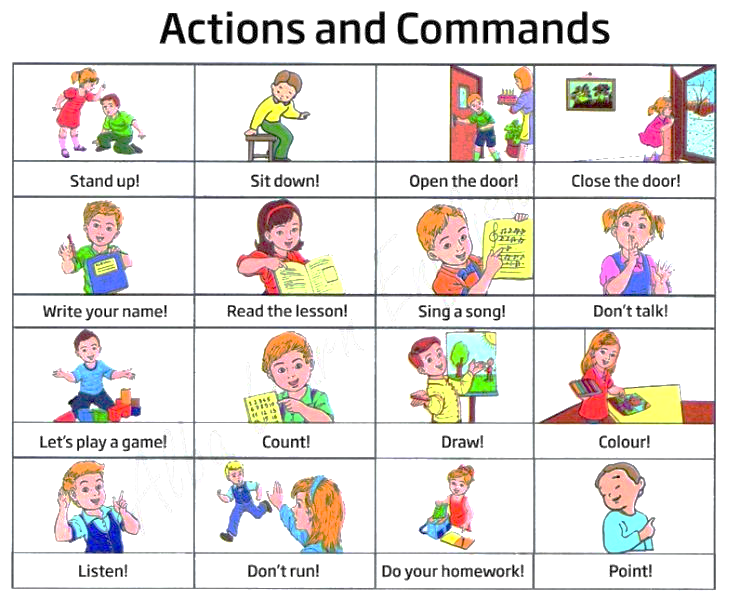 Actions and Commands
Stand up!
Sit down!
Open the door!
Close the door!
Write your name!
Read the lesson!
Sing a song!
Don't talk!
Let's play a game!
Count!
Draw!
Colour!
Listen!
Don't run!
Do your homework!
Point!